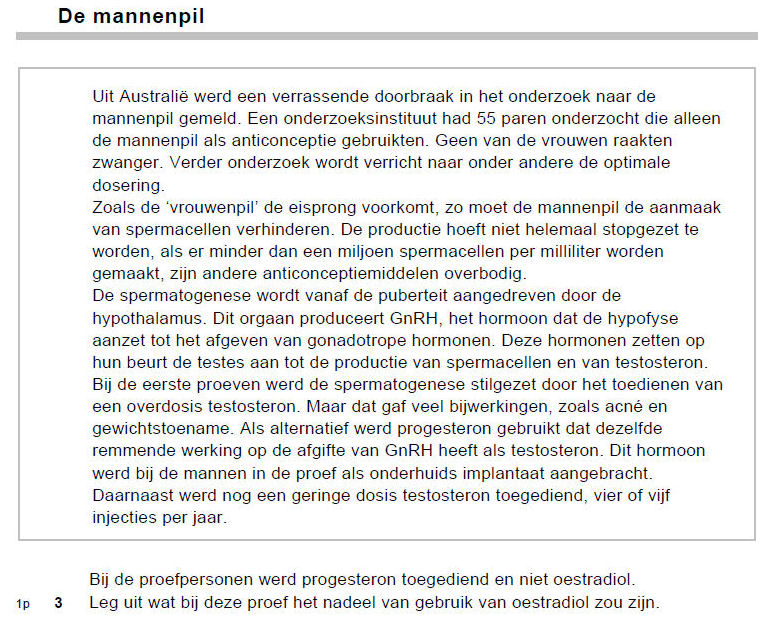 De mannenpil
Uit Australië werd een verrassende doorbraak in het onderzoek naar de
mannenpil gemeld. Een onderzoeksinstituut had 55 paren onderzocht die alleen
de mannenpil als anticonceptie gebruikten. Geen van de vrouwen raakten
zwanger. Verder onderzoek wordt verricht naar onder andere de optimale
dosering.
Zoals de ‘vrouwenpil’ de eisprong voorkomt, zo moet de mannenpil de aanmaak
van spermacellen verhinderen. De productie hoeft niet helemaal stopgezet te
worden, als er minder dan een miljoen spermacellen per milliliter worden
gemaakt, zijn andere anticonceptiemiddelen overbodig.
De spermatogenese wordt vanaf de puberteit aangedreven door de
hypothalamus. Dit orgaan produceert GnRH, het hormoon dat de hypofyse
aanzet tot het afgeven van gonadotrope hormonen. Deze hormonen zetten op
hun beurt de testes aan tot de productie van spermacellen en van testosteron.
Bij de eerste proeven werd de spermatogenese stilgezet door het toedienen van
een overdosis testosteron. Maar dat gaf veel bijwerkingen, zoals acné en
gewichtstoename. Als alternatief werd progesteron gebruikt dat dezelfde
remmende werking op de afgifte van GnRH heeft als testosteron. Dit hormoon
werd bij de mannen in de proef als onderhuids implantaat aangebracht.
Daarnaast werd nog een geringe dosis testosteron toegediend, vier of vijf
injecties per jaar.
Bij de proefpersonen werd progesteron toegediend en niet oestradiol.
1p 3 Leg uit wat bij deze proef het nadeel van gebruik van oestradiol zou zijn.